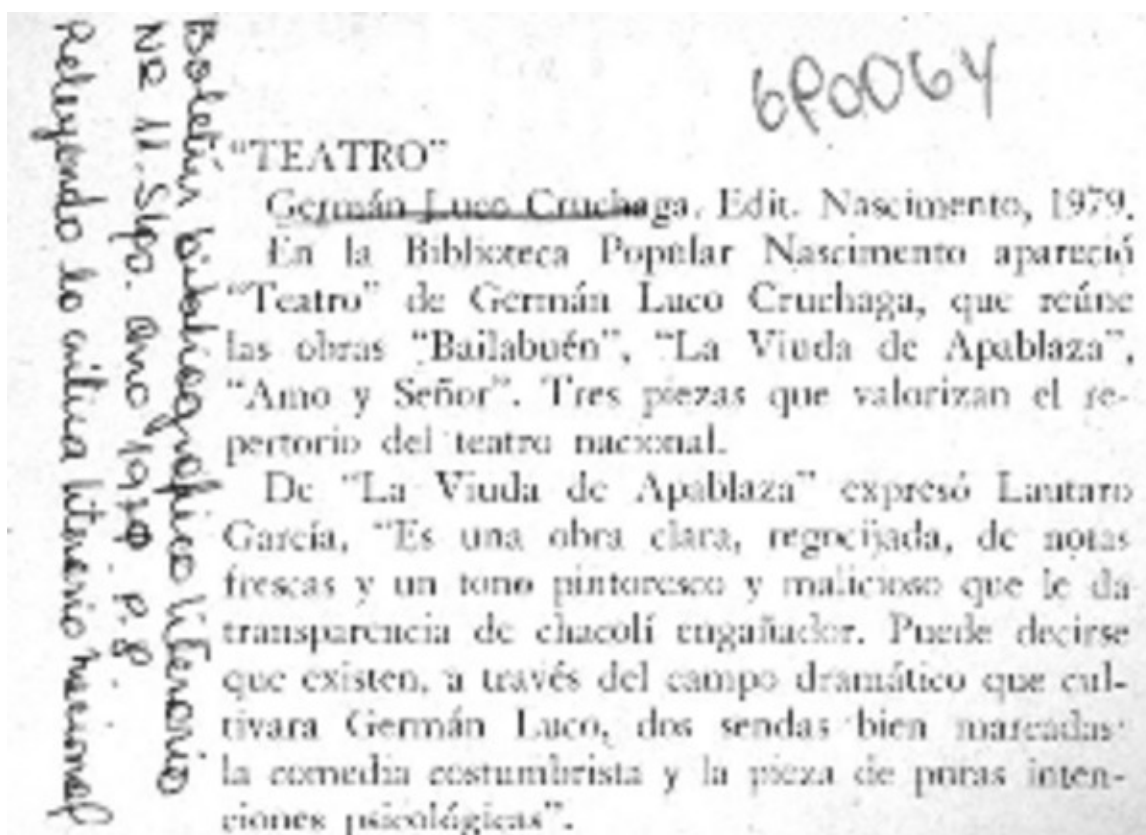 6P0064
"TEATRO"
Germán Luco Cruchaga. Edit. Nascimento, 1979.
En la Biblioteca Popular Nascimento apareció
"Teatro" de Germán Luco Cruchaga, que reúne
las obras "Bailabuén", "La Viuda de Apablaza",
"Amo y Señor". Tres piezas que valorizan el re-
pertorio del teatro nacional.
De "La Viuda de Apablaza" expresó Lautaro
García, "Es una obra clara, regocijada, de notas
frescas y un tono pintoresco y malicioso que le da
transparencia de chacolí engañador. Puede decirse
que existen, a través del campo dramático que cul-
tivara Germán Luco, dos sendas bien marcadas:
la comedia costumbrista y la pieza de puras inten-
ciones psicológicas".
Boletín bibliográfico literario
Nº 11. Stgo. año 1979 p. 8
Releyendo la crítica literaria nacional